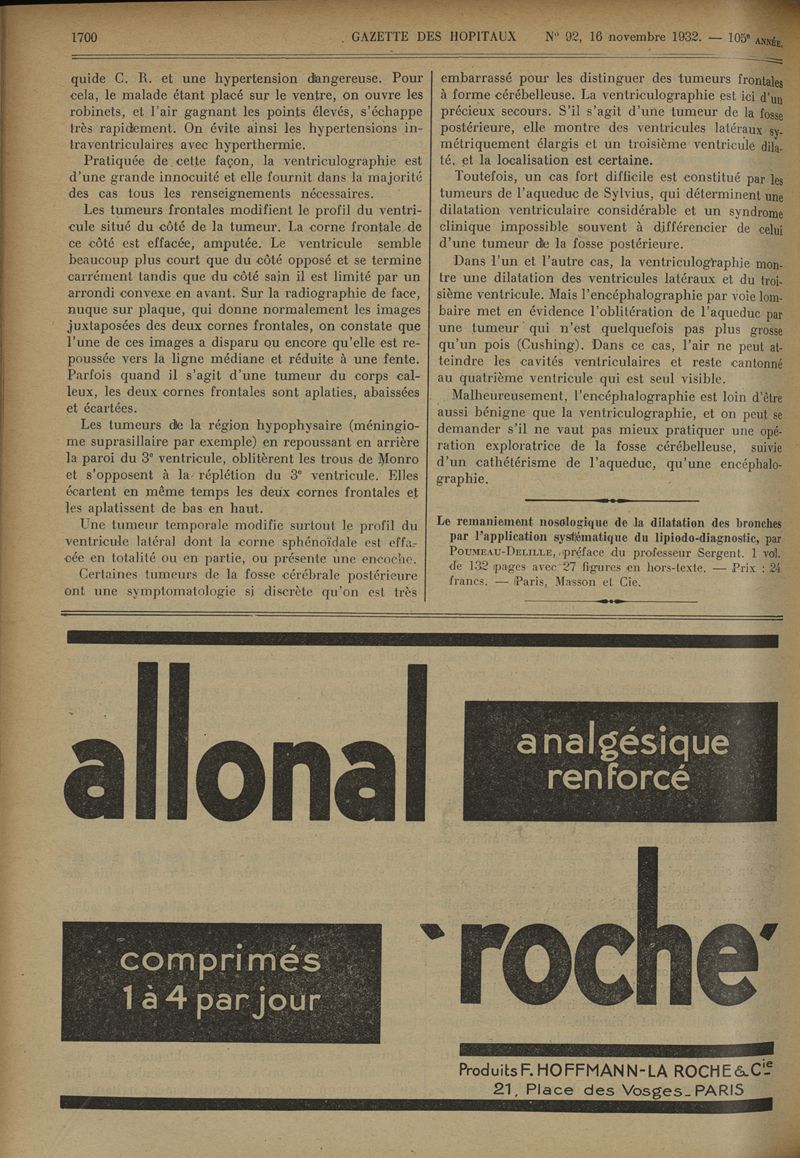 1700
GAZETTE DES HOPITAUX
N° 92, 16 novembre 1932. — 105e ANNÉE.
quide C. R. et une hypertension dangereuse. Pour
cela, le malade étant placé sur le ventre, on ouvre les
robinets, et l'air gagnant les points élevés, s'échappe
très rapidement. On évite ainsi les hypertensions in-
traventriculaires avec hyperthermie.
Pratiquée de cette façon, la ventriculographie est
d'une grande innocuité et elle fournit dans la majorité
des cas tous les renseignements nécessaires.
Les tumeurs frontales modifient le profil du ventri-
cule situé du côté de la tumeur. La corne frontale de
ce côté est effacée, amputée. Le ventricule semble
beaucoup plus court que du côté opposé et se termine
carrément tandis que du côté sain il est limité par un
arrondi convexe en avant. Sur la radiographie de face,
nuque sur plaque, qui donne normalement les images
juxtaposées des deux cornes frontales, on constate que
l'une de ces images a disparu ou encore qu'elle est re-
poussée vers la ligne médiane et réduite à une fente.
Parfois quand il s'agit d'une tumeur du corps cal-
leux, les deux cornes frontales sont aplaties, abaissées
et écartées.
Les tumeurs de la région hypophysaire (méningio-
me suprasillaire par exemple) en repoussant en arrière
la paroi du 3e ventricule, oblitèrent les trous de Monro
et s'opposent à la réplétion du 3e ventricule. Elles
écartent en même temps les deux cornes frontales et
les aplatissent de bas en haut.
Une tumeur temporale modifie surtout le profil du
ventricule latéral dont la corne sphénoïdale est effa-
cée en totalité ou en partie, ou présente une encoche.
Certaines tumeurs de la fosse cérébrale postérieure
ont une symptomatologie si discrète qu'on est très
embarrassé pour les distinguer des tumeurs frontales
à forme cérébelleuse. La ventriculographie est ici d'un
précieux secours. S'il s'agit d'une tumeur de la fosse
postérieure, elle montre des ventricules latéraux sy-
métriquement élargis et un troisième ventricule dila-
té, et la localisation est certaine.
Toutefois, un cas fort difficile est constitué par les
tumeurs de l'aqueduc de Sylvius, qui déterminent une
dilatation ventriculaire considérable et un syndrome
clinique impossible souvent à différencier de celui
d'une tumeur de la fosse postérieure.
Dans l'un et l'autre cas, la ventriculographie mon-
tre une dilatation des ventricules latéraux et du troi-
sième ventricule. Mais l'encéphalographie par voie lom-
baire met en évidence l'oblitération de l'aqueduc par
une tumeur qui n'est quelquefois pas plus grosse
qu'un pois (Cushing). Dans ce cas, l'air ne peut at-
teindre les cavités ventriculaires et reste cantonné
au quatrième ventricule qui est seul visible.
Malheureusement, l'encéphalographie est loin d'être
aussi bénigne que la ventriculographie, et on peut se
demander s'il ne vaut pas mieux pratiquer une opé-
ration exploratrice de la fosse cérébelleuse, suivie
d'un cathétérisme de l'aqueduc, qu'une encéphalo-
graphie.
Le remaniement nosologique de la dilatation des bronches
par l'application systématique du lipiodo-diagnostic, par
POUMEAU-DELILLE, préface du professeur Sergent. 1 vol.
de 132 pages avec 27 figures en hors-texte. — Prix : 24
francs. — Paris, Masson et Cie.
allonal
analgésique
renforcé
comprimés
1 à 4 par jour
'roche'
Produits F. HOFFMANN-LA ROCHE & Cie
21, Place des Vosges_PARIS